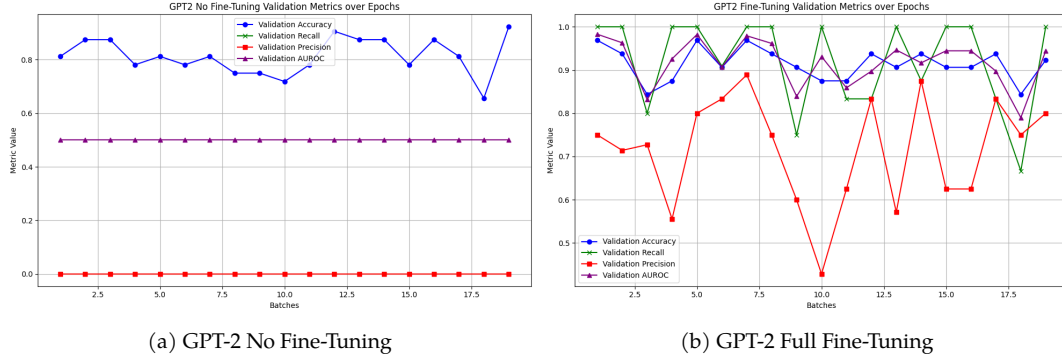 GPT2 No Fine-Tuning Validation Metrics over Epochs
Validation Accuracy
Validation Recall
Validation Precision
Validation AUROC
Metric Value
0.8
0.6
0.4
0.2
0.0
2.5 5.0 7.5 10.0 12.5 15.0 17.5
Batches
(a) GPT-2 No Fine-Tuning
GPT2 Fine-Tuning Validation Metrics over Epochs
Metric Value
1.0
0.9
0.8
0.7
0.6
0.5
Validation Accuracy
Validation Recall
Validation Precision
Validation AUROC
2.5 5.0 7.5 10.0 12.5 15.0 17.5
Batches
(b) GPT-2 Full Fine-Tuning